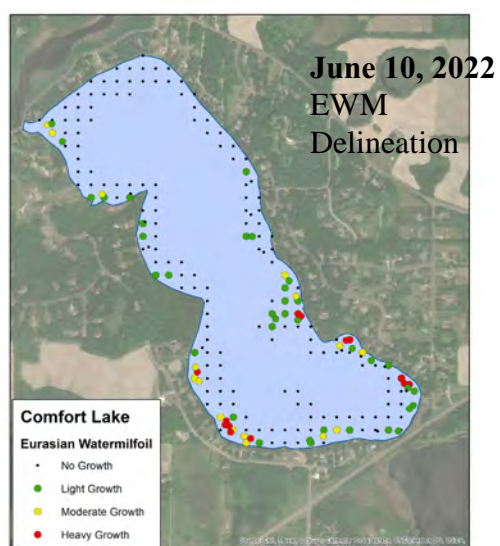 June 10, 2022
EWM
Delineation
Comfort Lake
Eurasian Watermilfoil
No Growth
Light Growth
Moderate Growth
Heavy Growth